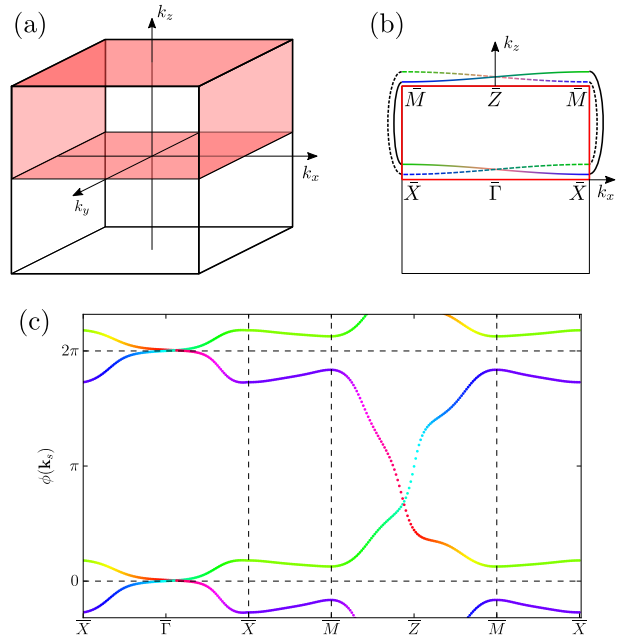 (a)
k_z
k_x
k_y
(b)
k_z
M̄ Z̄ M̄
X̄ Γ̄ X̄
k_x
(c)
2π
π
0
ϕ(k_s)
X̄ Γ̄ X̄ M̄ Z̄ M̄ X̄